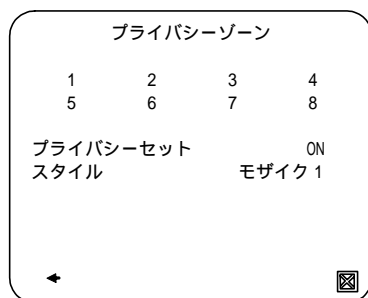 プライバシーゾーン
1 2 3 4
5 6 7 8
プライバシーセット ON
スタイル モザイク 1